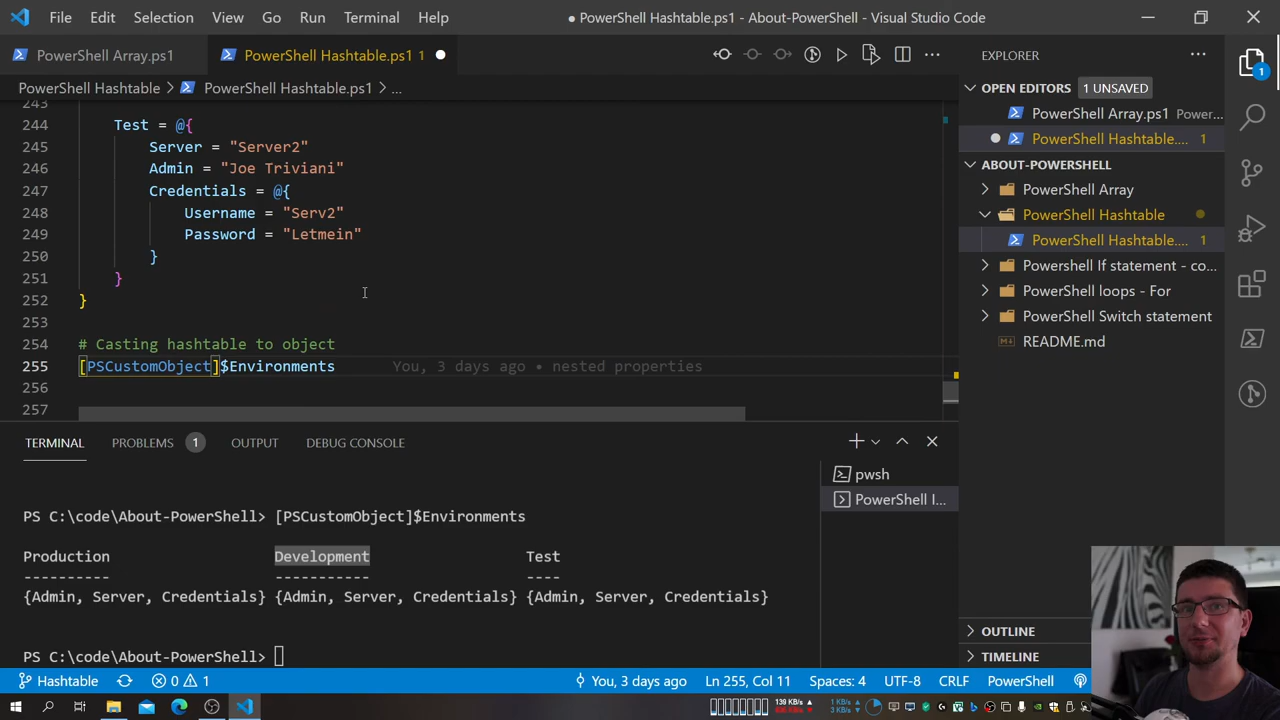 File Edit Selection View Go Run Terminal Help ● PowerShell Hashtable.ps1 - About-PowerShell - Visual Studio Code
PowerShell Array.ps1 PowerShell Hashtable.ps1 1
PowerShell Hashtable > PowerShell Hashtable.ps1 > ...
243
244 Test = @{
245 Server = "Server2"
246 Admin = "Joe Triviani"
247 Credentials = @{
248 Username = "Serv2"
249 Password = "Letmein"
250 }
251 }
252 }
253
254 # Casting hashtable to object
255 [PSCustomObject]$Environments You, 3 days ago • nested properties
256
257
EXPLORER
OPEN EDITORS 1 UNSAVED
PowerShell Array.ps1 Power...
PowerShell Hashtable.... 1
ABOUT-POWERSHELL
PowerShell Array
PowerShell Hashtable
PowerShell Hashtable.... 1
Powershell If statement - co...
PowerShell loops - For
PowerShell Switch statement
README.md
OUTLINE
TIMELINE
1
TERMINAL PROBLEMS 1 OUTPUT DEBUG CONSOLE
pwsh
PowerShell I...
PS C:\code\About-PowerShell> [PSCustomObject]$Environments
Production Development Test
---------- ----------- ----
{Admin, Server, Credentials} {Admin, Server, Credentials} {Admin, Server, Credentials}
PS C:\code\About-PowerShell>
Hashtable 0 1 You, 3 days ago Ln 255, Col 11 Spaces: 4 UTF-8 CRLF PowerShell